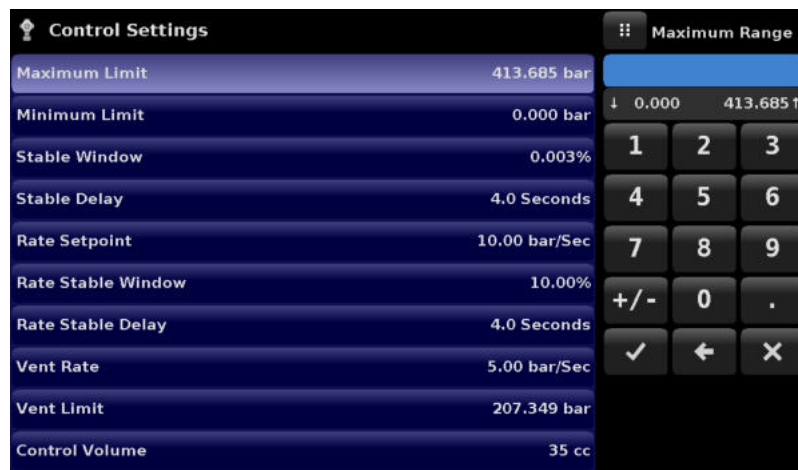 Control Settings
Maximum Range
Maximum Limit 413.685 bar
Minimum Limit 0.000 bar
Stable Window 0.003%
Stable Delay 4.0 Seconds
Rate Setpoint 10.00 bar/Sec
Rate Stable Window 10.00%
Rate Stable Delay 4.0 Seconds
Vent Rate 5.00 bar/Sec
Vent Limit 207.349 bar
Control Volume 35 cc
↓ 0.000 413.685↑
1 2 3
4 5 6
7 8 9
+/- 0 .